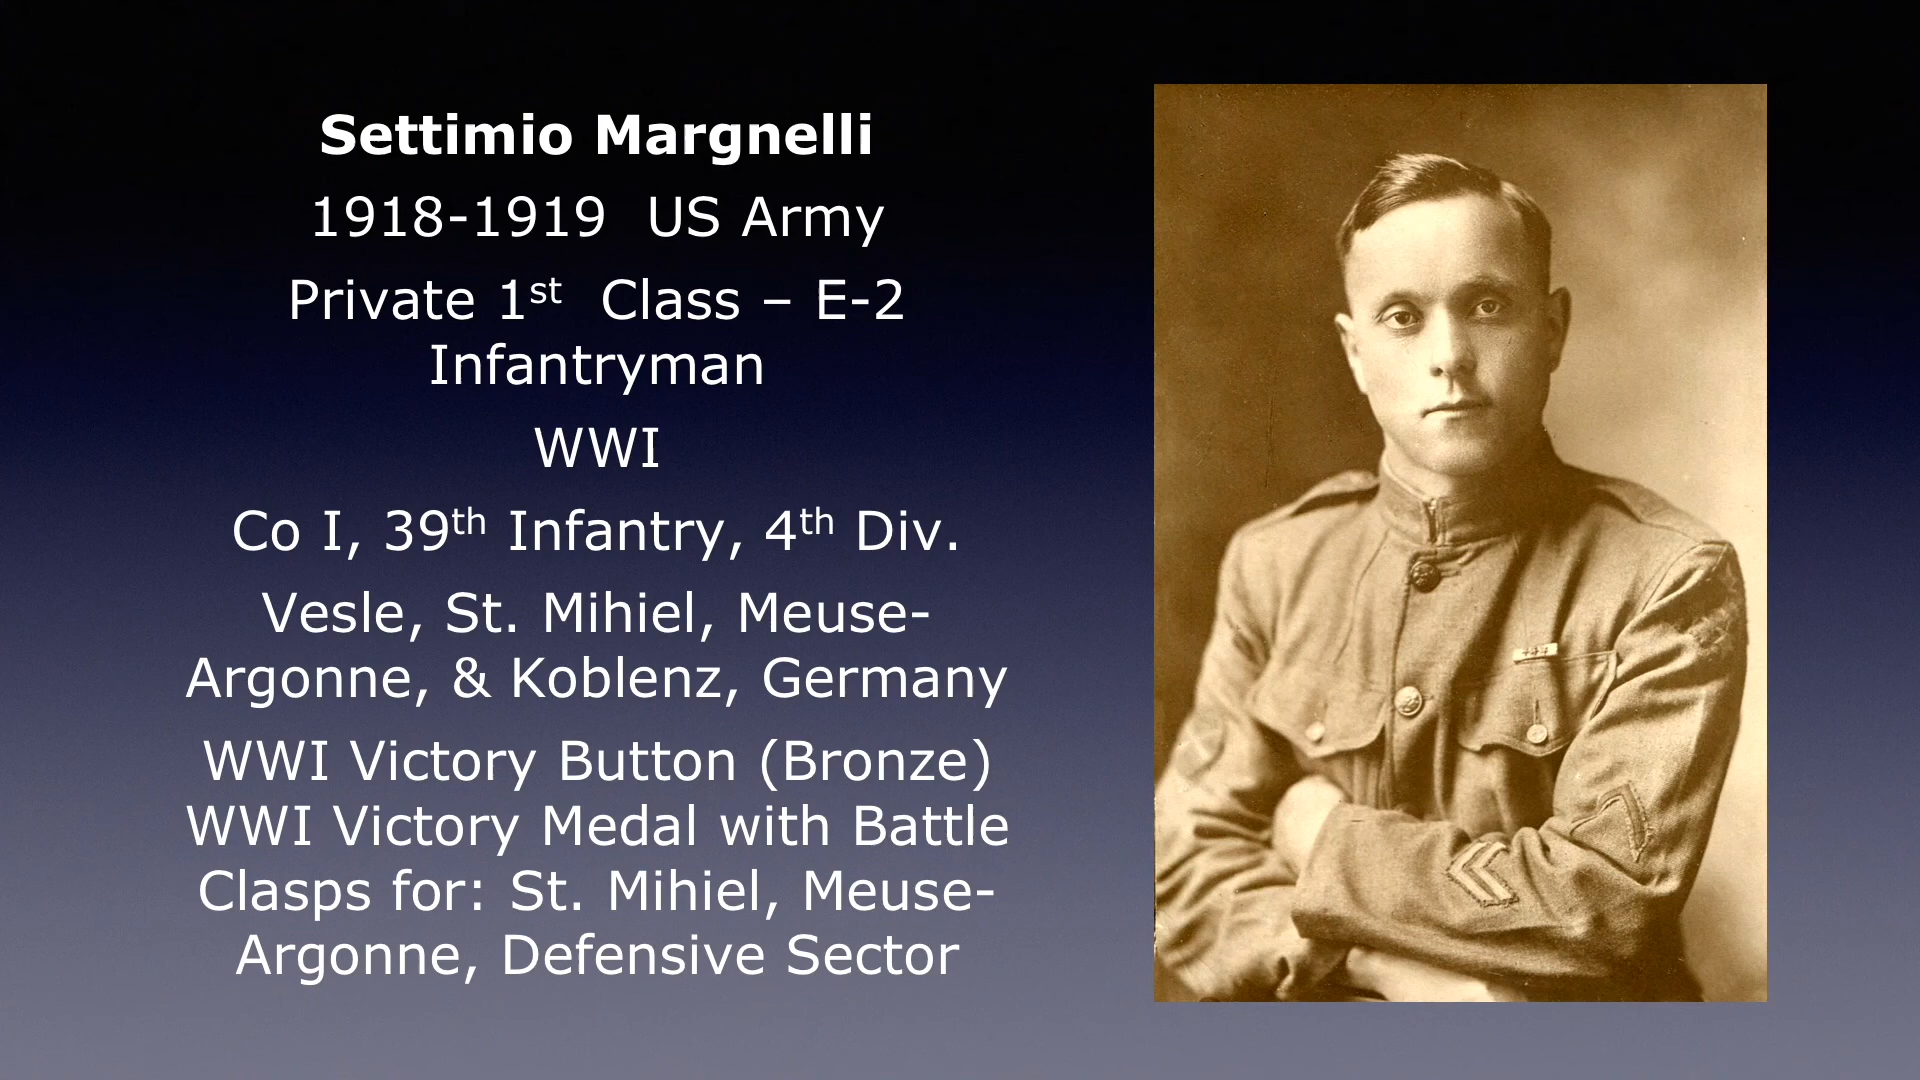 Settimio Margnelli
1918-1919 US Army
Private 1st Class – E-2
Infantryman
WWI
Co I, 39th Infantry, 4th Div.
Vesle, St. Mihiel, Meuse-
Argonne, & Koblenz, Germany
WWI Victory Button (Bronze)
WWI Victory Medal with Battle
Clasps for: St. Mihiel, Meuse-
Argonne, Defensive Sector